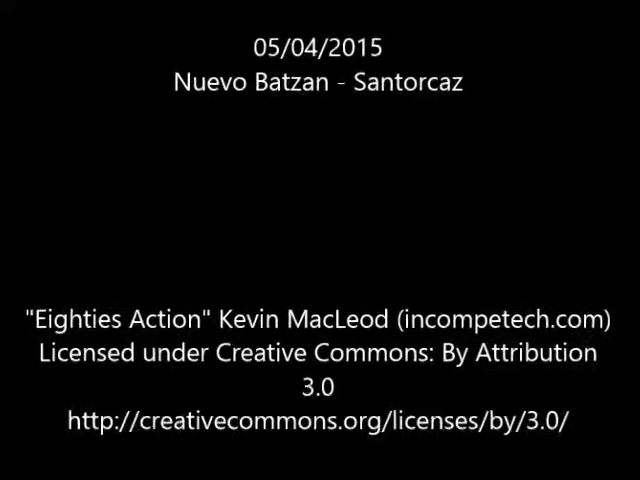 05/04/2015
Nuevo Batzan - Santorcaz
"Eighties Action" Kevin MacLeod (incompetech.com)
Licensed under Creative Commons: By Attribution
3.0
http://creativecommons.org/licenses/by/3.0/